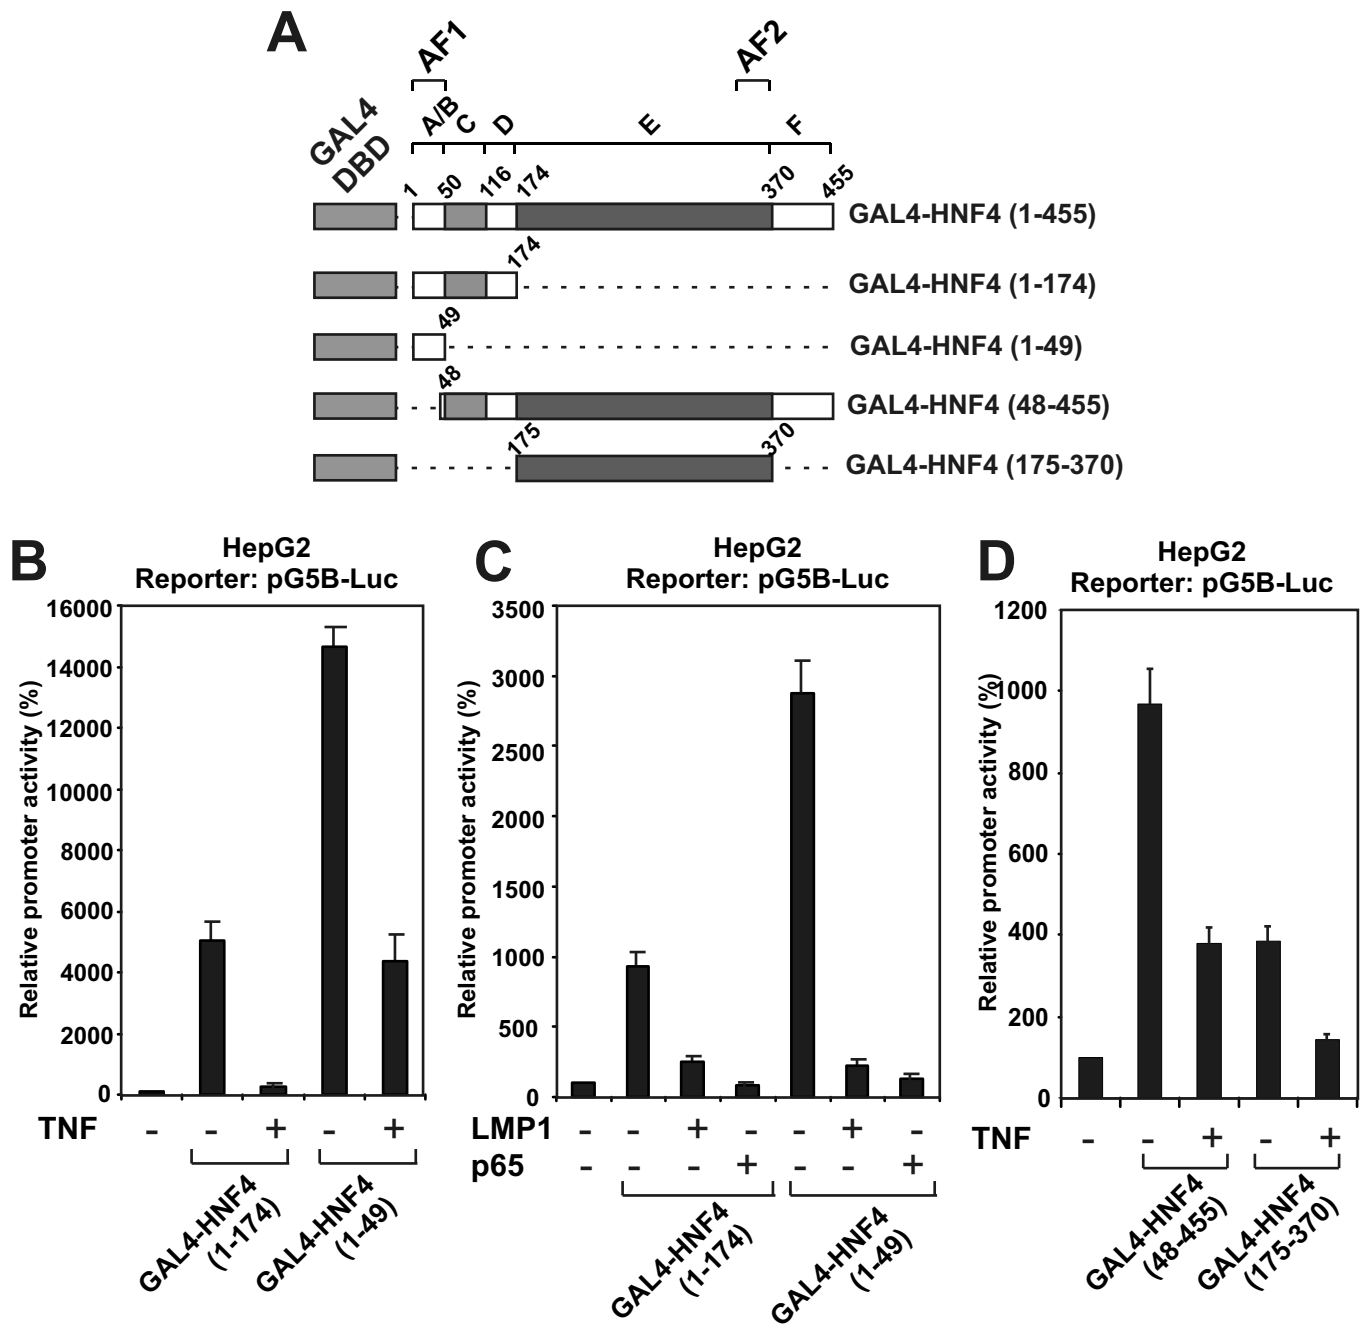 A
AF1
AF2
GAL4
DBD
A/B
C
D
E
F
1
50
116
174
370
455
GAL4-HNF4 (1-455)
174
GAL4-HNF4 (1-174)
49
GAL4-HNF4 (1-49)
48
GAL4-HNF4 (48-455)
175
370
GAL4-HNF4 (175-370)
B
HepG2
Reporter: pG5B-Luc
Relative promoter activity (%)
16000
14000
12000
10000
8000
6000
4000
2000
0
TNF - - + - +
GAL4-HNF4
(1-174)
GAL4-HNF4
(1-49)
C
HepG2
Reporter: pG5B-Luc
Relative promoter activity (%)
3500
3000
2500
2000
1500
1000
500
0
LMP1 - - + - - + -
p65 - - - + - - +
GAL4-HNF4
(1-174)
GAL4-HNF4
(1-49)
D
HepG2
Reporter: pG5B-Luc
Relative promoter activity (%)
1200
1000
800
600
400
200
0
TNF - - + - +
GAL4-HNF4
(48-455)
GAL4-HNF4
(175-370)